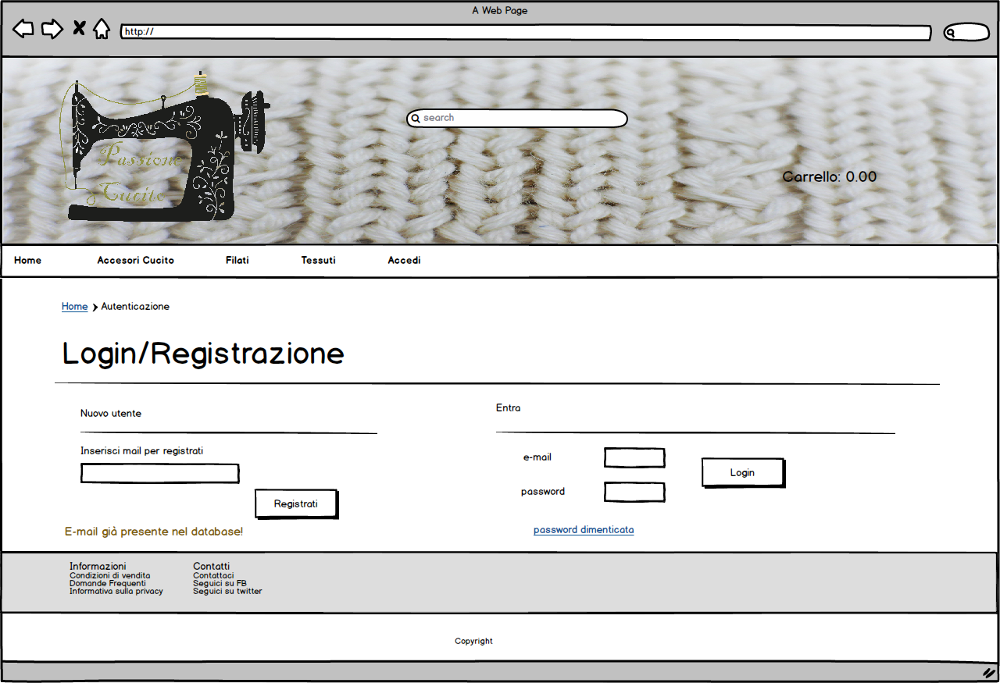 A Web Page
http://
search
Passione
Cucito
Carrello: 0.00
Home Accesori Cucito Filati Tessuti Accedi
Home Autenticazione
Login/Registrazione
Nuovo utente
Inserisci mail per registrati
Registrati
E-mail già presente nel database!
Entra
e-mail
password
Login
password dimenticata
Informazioni
Condizioni di vendita
Domande Frequenti
Informativa sulla privacy
Contatti
Contattaci
Seguici su FB
Seguici su twitter
Copyright